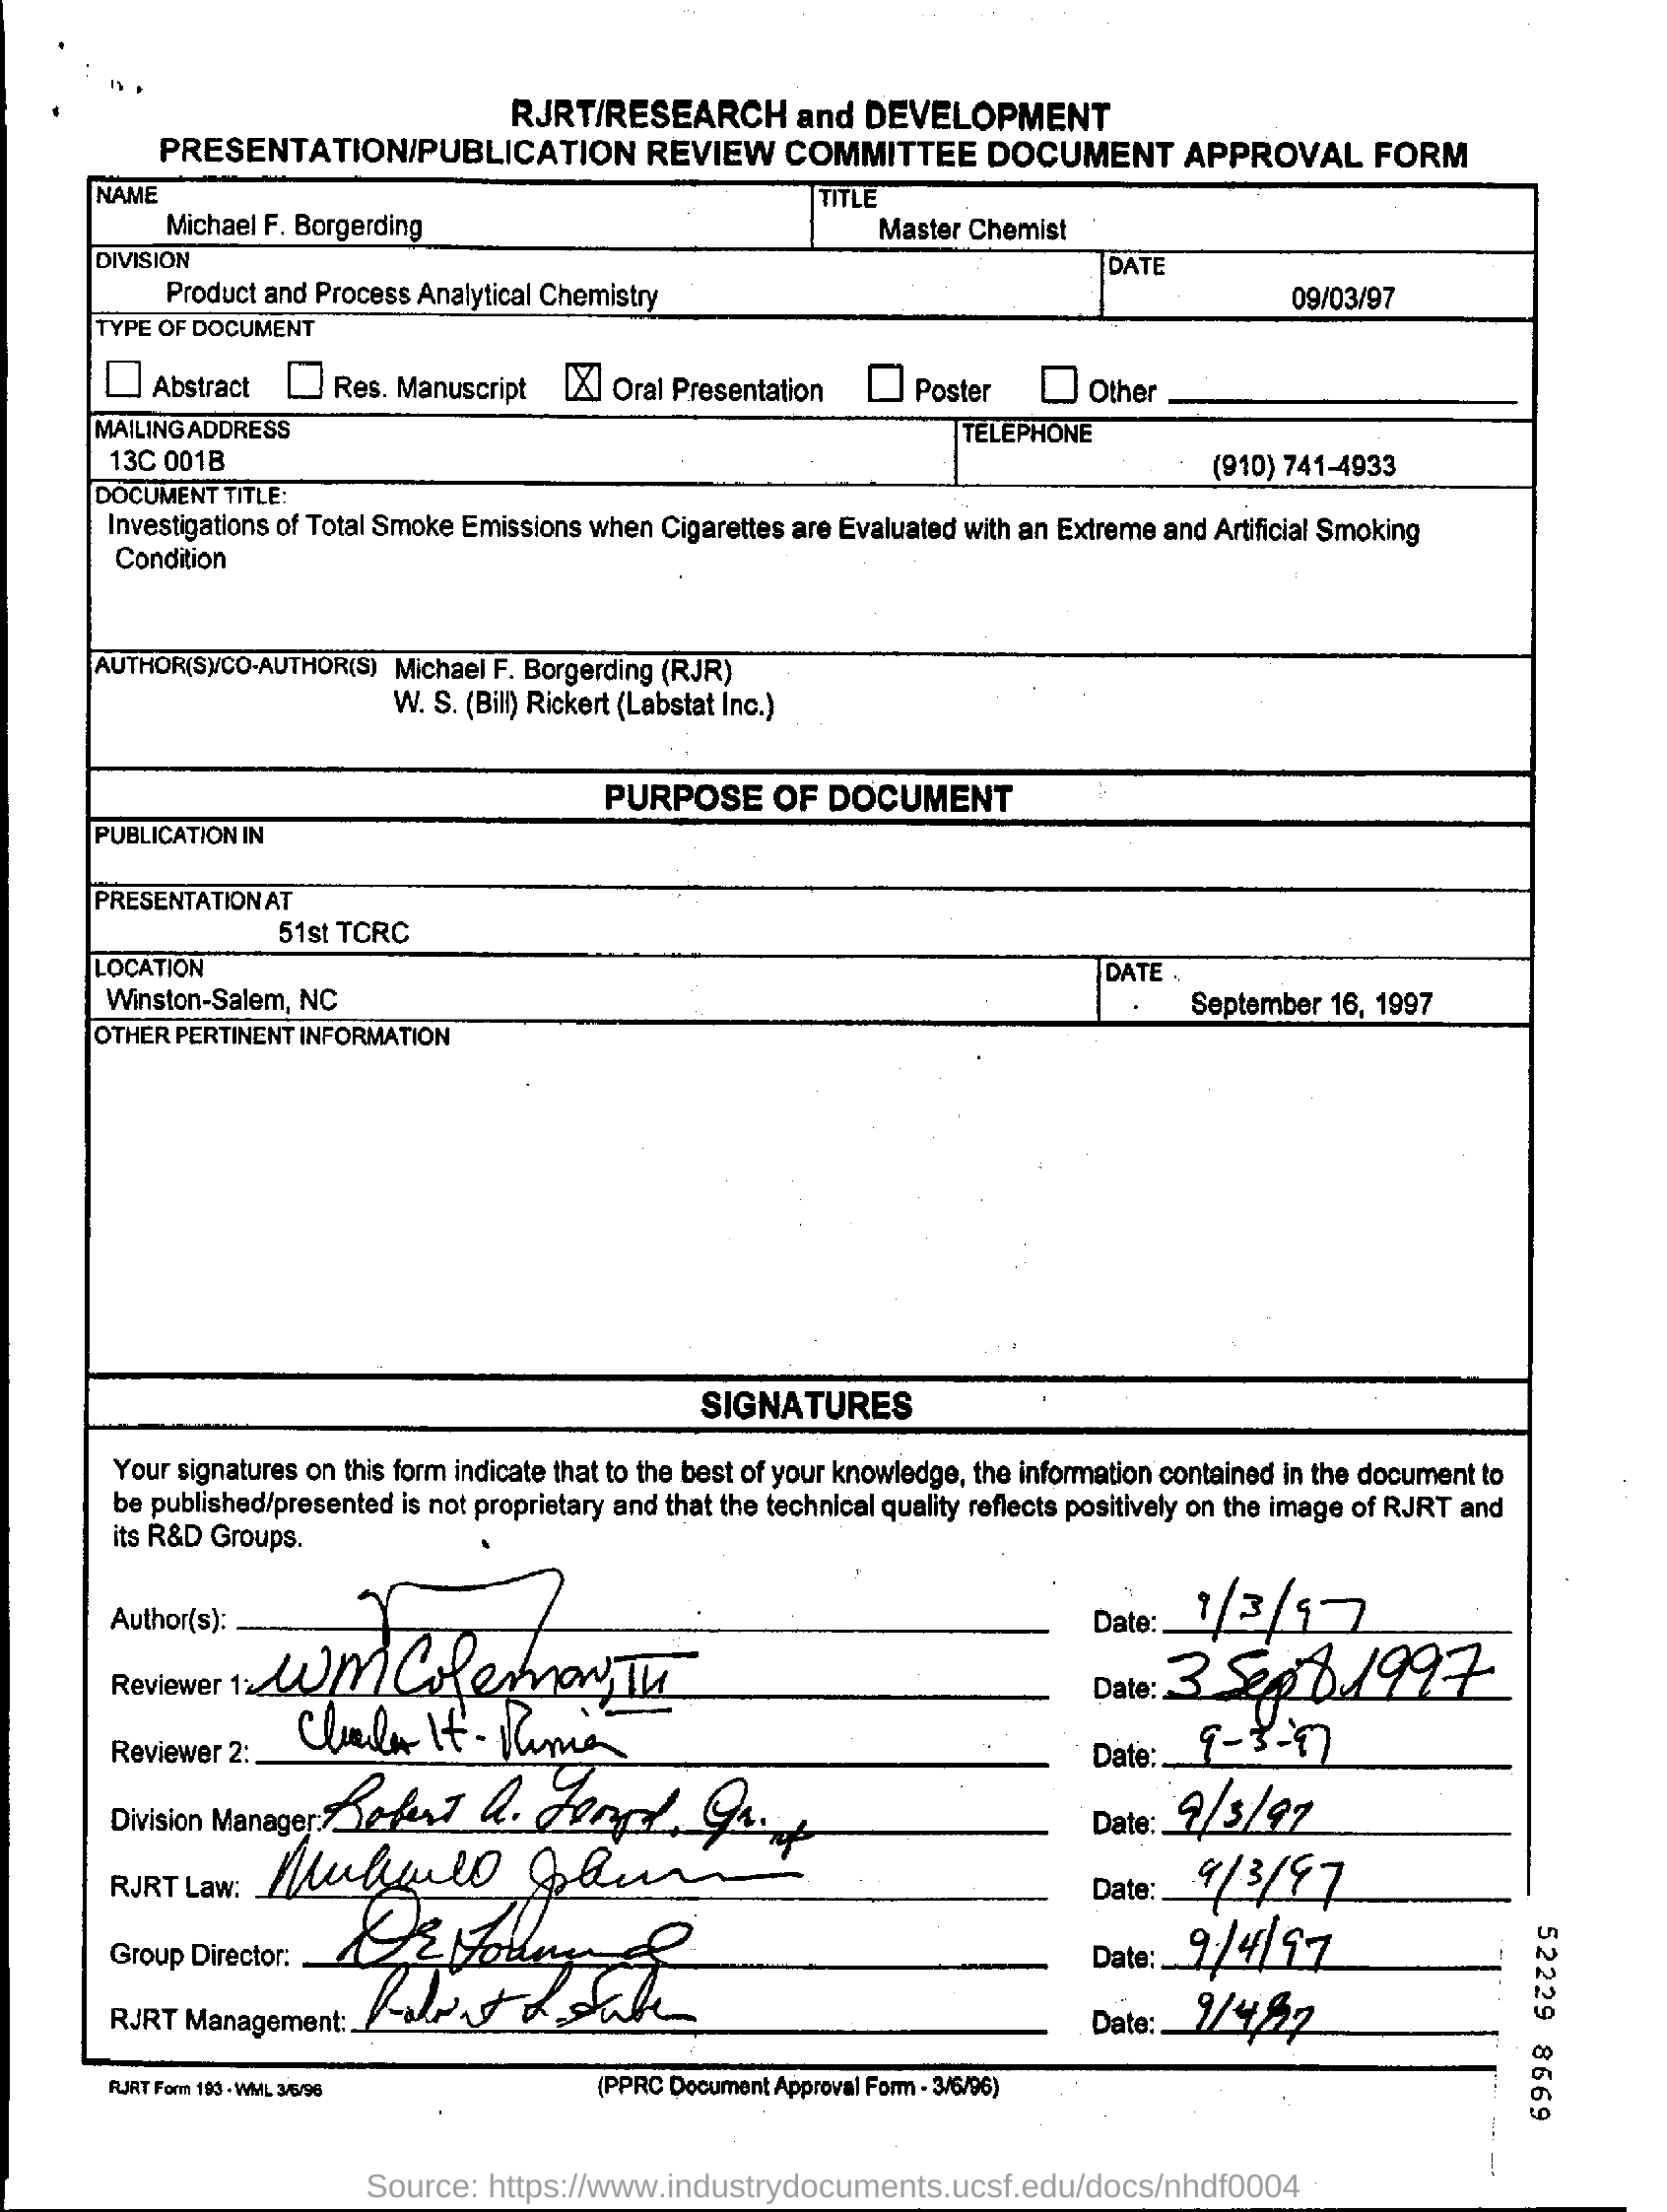 RJRT/RESEARCH and DEVELOPMENT
PRESENTATION/PUBLICATION REVIEW COMMITTEE DOCUMENT APPROVAL FORM
NAME
Michael F. Borgerding
TITLE
Master Chemist
DIVISION
Product and Process Analytical Chemistry
DATE
09/03/97
TYPE OF DOCUMENT
Abstract Res. Manuscript Oral Presentation Poster Other
MAILING ADDRESS
13C 001B
TELEPHONE
(910) 741-4933
DOCUMENT TITLE:
Investigations of Total Smoke Emissions when Cigarettes are Evaluated with an Extreme and Artificial Smoking
Condition
AUTHOR(S)/CO-AUTHOR(S) Michael F. Borgerding (RJR)
W. S. (Bill) Rickert (Labstat Inc.)
PURPOSE OF DOCUMENT
PUBLICATION IN
PRESENTATION AT
51st TCRC
LOCATION
Winston-Salem, NC
DATE
September 16, 1997
OTHER PERTINENT INFORMATION
SIGNATURES
Your signatures on this form indicate that to the best of your knowledge, the information contained in the document to
be published/presented is not proprietary and that the technical quality reflects positively on the image of RJRT and
its R&D Groups.
Author(s): Date: 9/3/97
Reviewer 1: WM Coleman, III Date: 3 Sept 1997
Reviewer 2: Charles H. Date: 9-3-97
Division Manager: Robert A. Jr. Date: 9/3/97
RJRT Law: Date: 9/3/97
Group Director: Date: 9/4/97
RJRT Management: Robert L. Date: 9/4/97
RJRT Form 193 - WML 3/6/96
(PPRC Document Approval Form - 3/6/96)
52229 8669
Source: https://www.industrydocuments.ucsf.edu/docs/nhdf0004